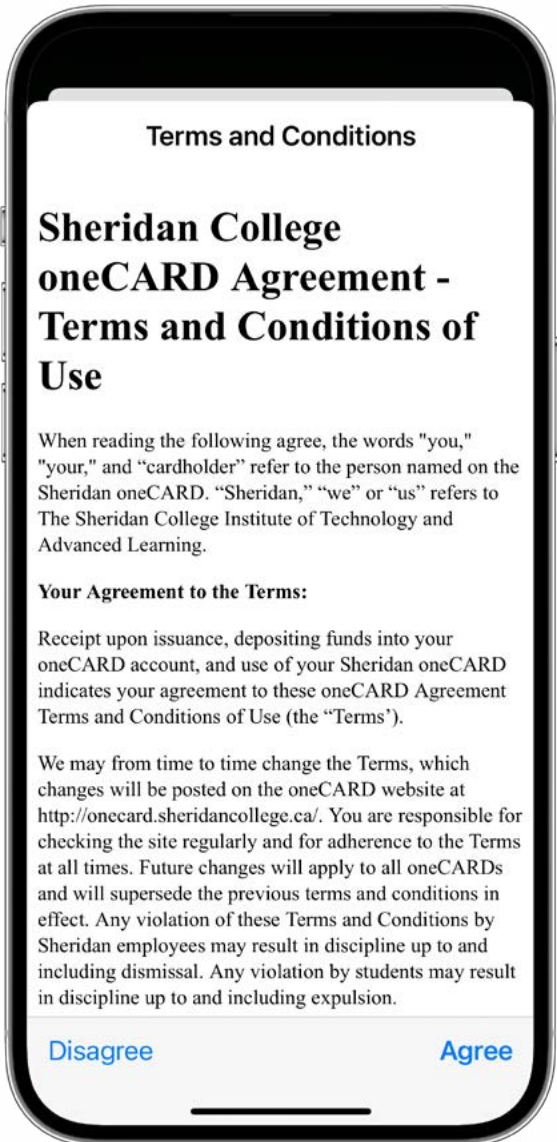 Terms and Conditions
Sheridan College
oneCARD Agreement -
Terms and Conditions of
Use
When reading the following agree, the words "you,"
"your," and “cardholder” refer to the person named on the
Sheridan oneCARD. “Sheridan,” “we” or “us” refers to
The Sheridan College Institute of Technology and
Advanced Learning.
Your Agreement to the Terms:
Receipt upon issuance, depositing funds into your
oneCARD account, and use of your Sheridan oneCARD
indicates your agreement to these oneCARD Agreement
Terms and Conditions of Use (the “Terms’).
We may from time to time change the Terms, which
changes will be posted on the oneCARD website at
http://onecard.sheridancollege.ca/. You are responsible for
checking the site regularly and for adherence to the Terms
at all times. Future changes will apply to all oneCARDs
and will supersede the previous terms and conditions in
effect. Any violation of these Terms and Conditions by
Sheridan employees may result in discipline up to and
including dismissal. Any violation by students may result
in discipline up to and including expulsion.
Disagree Agree